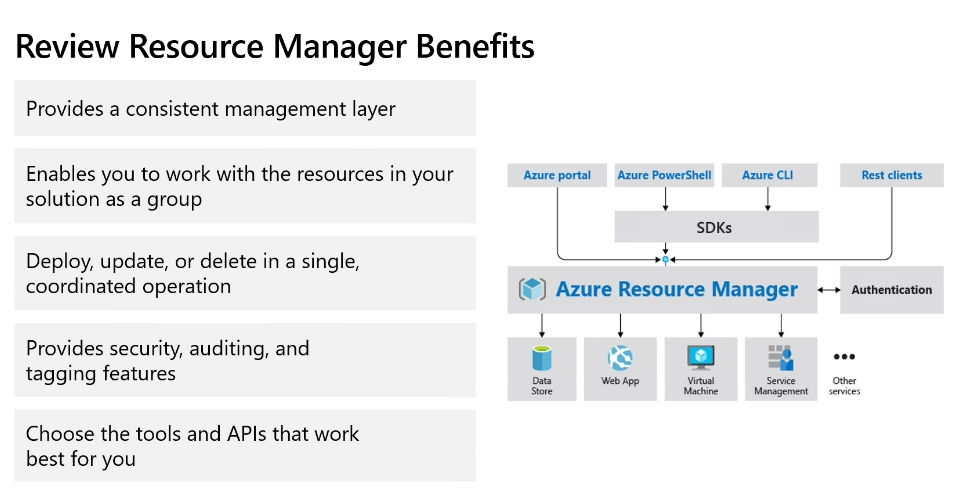 Review Resource Manager Benefits
Provides a consistent management layer
Enables you to work with the resources in your
solution as a group
Deploy, update, or delete in a single,
coordinated operation
Provides security, auditing, and
tagging features
Choose the tools and APIs that work
best for you
Azure portal
Azure PowerShell
Azure CLI
Rest clients
SDKs
Azure Resource Manager
Authentication
Data
Store
Web App
Virtual
Machine
Service
Management
Other
services